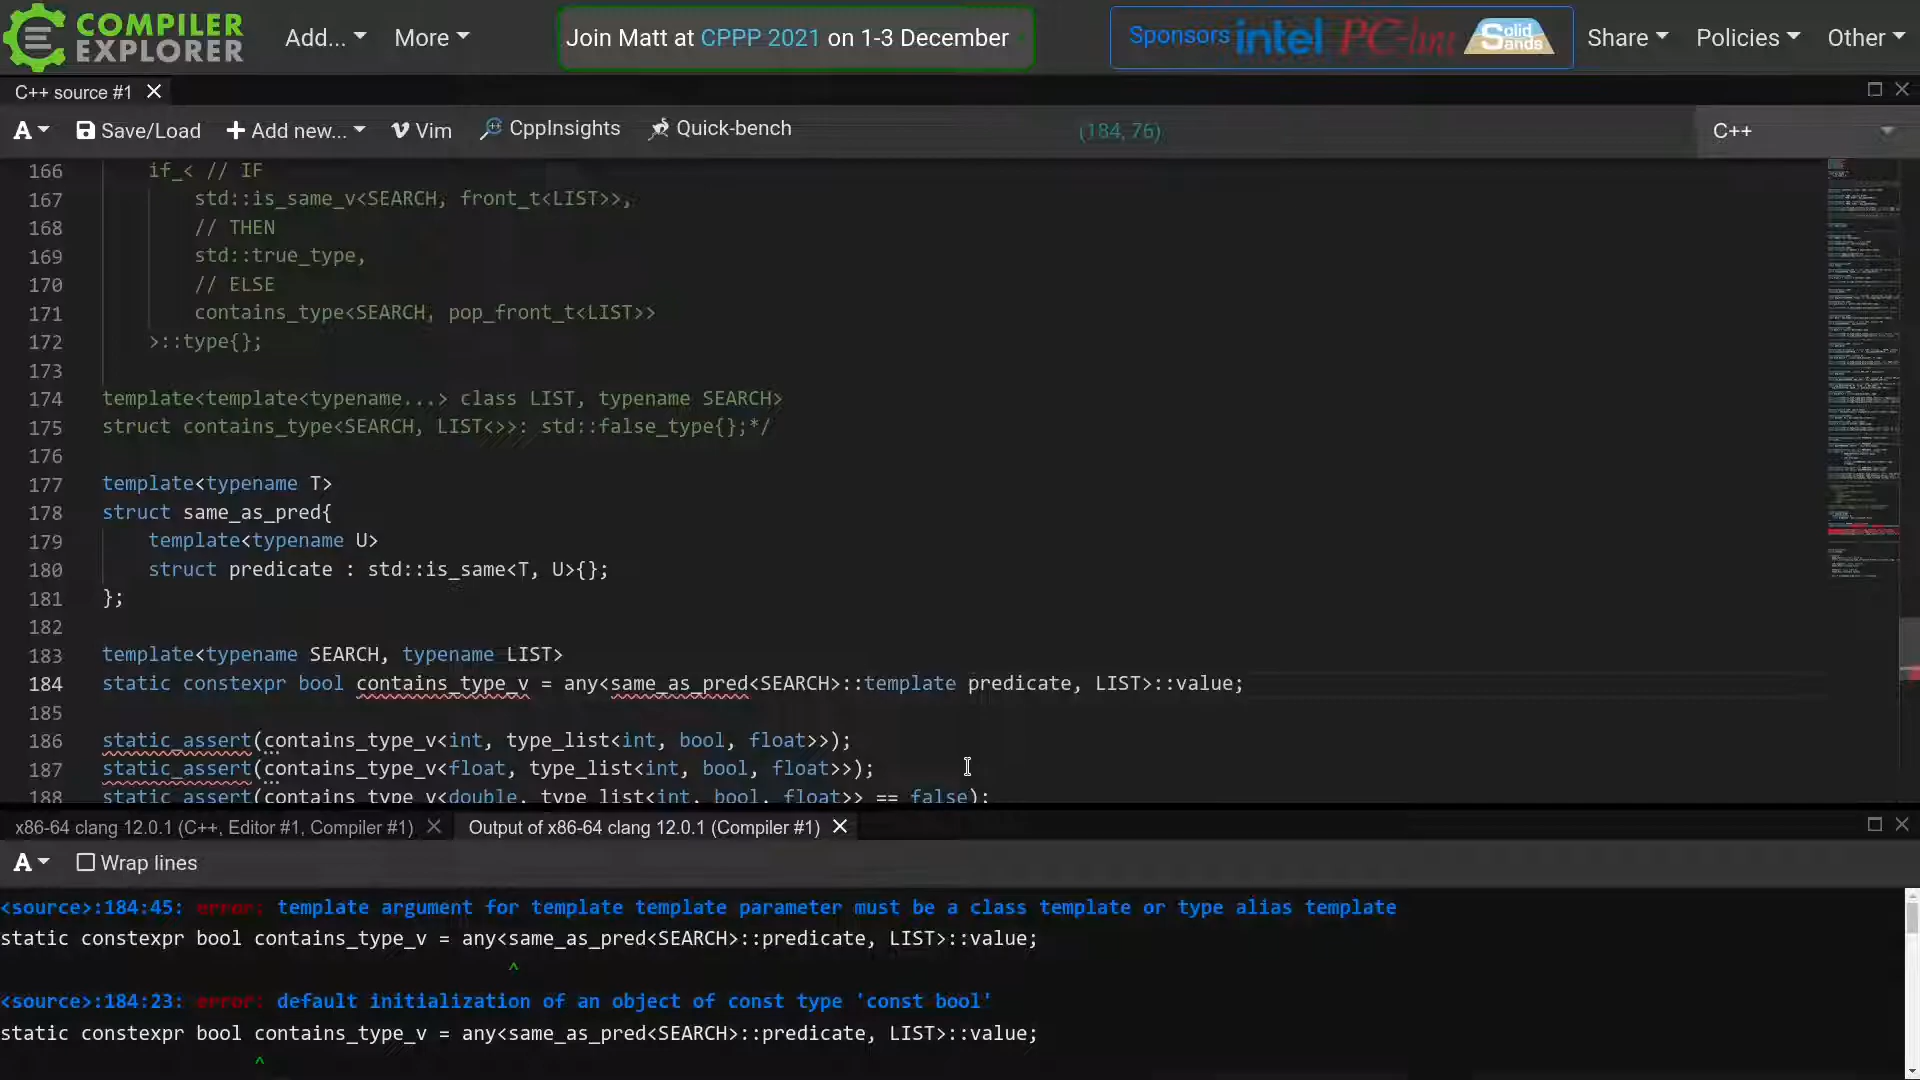 COMPILER
EXPLORER
Add...
More
Join Matt at CPPP 2021 on 1-3 December
Sponsors intel PC-lint Solid Sands
Share
Policies
Other
C++ source #1
A
Save/Load
Add new...
Vim
CppInsights
Quick-bench
(184, 76)
C++
166 if_< // IF
167 std::is_same_v<SEARCH, front_t<LIST>>,
168 // THEN
169 std::true_type,
170 // ELSE
171 contains_type<SEARCH, pop_front_t<LIST>>
172 >::type{};
173
174 template<template<typename...> class LIST, typename SEARCH>
175 struct contains_type<SEARCH, LIST<>>: std::false_type{};*/
176
177 template<typename T>
178 struct same_as_pred{
179 template<typename U>
180 struct predicate : std::is_same<T, U>{};
181 };
182
183 template<typename SEARCH, typename LIST>
184 static constexpr bool contains_type_v = any<same_as_pred<SEARCH>::template predicate, LIST>::value;
185
186 static_assert(contains_type_v<int, type_list<int, bool, float>>);
187 static_assert(contains_type_v<float, type_list<int, bool, float>>);
188 static_assert(contains_type_v<double, type_list<int, bool, float>> == false);
x86-64 clang 12.0.1 (C++, Editor #1, Compiler #1)
Output of x86-64 clang 12.0.1 (Compiler #1)
A
Wrap lines
<source>:184:45: error: template argument for template template parameter must be a class template or type alias template
static constexpr bool contains_type_v = any<same_as_pred<SEARCH>::predicate, LIST>::value;
^
<source>:184:23: error: default initialization of an object of const type 'const bool'
static constexpr bool contains_type_v = any<same_as_pred<SEARCH>::predicate, LIST>::value;
^